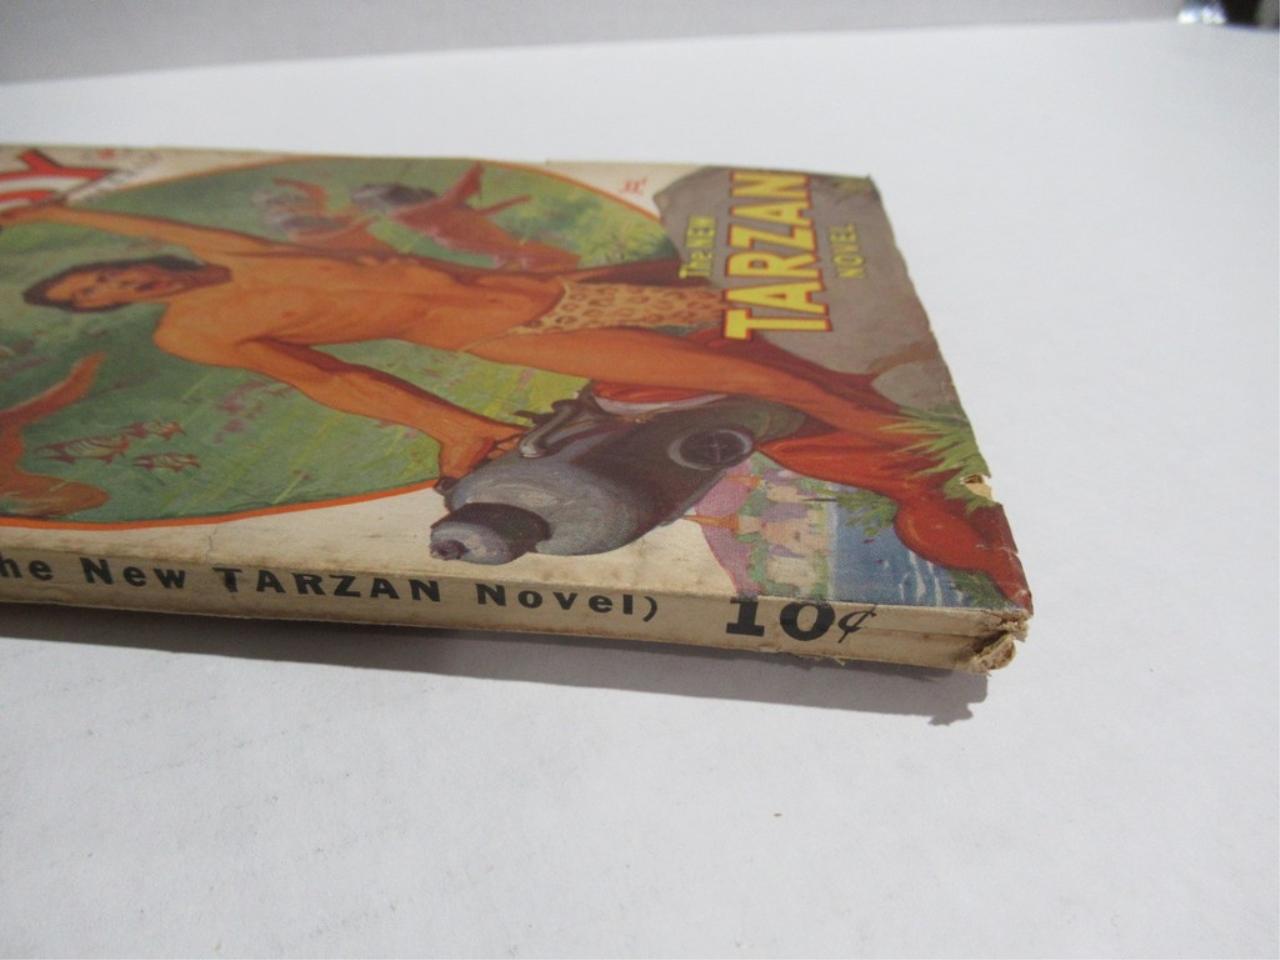 The NEW
TARZAN
NOVEL
he New TARZAN Novel) 10¢